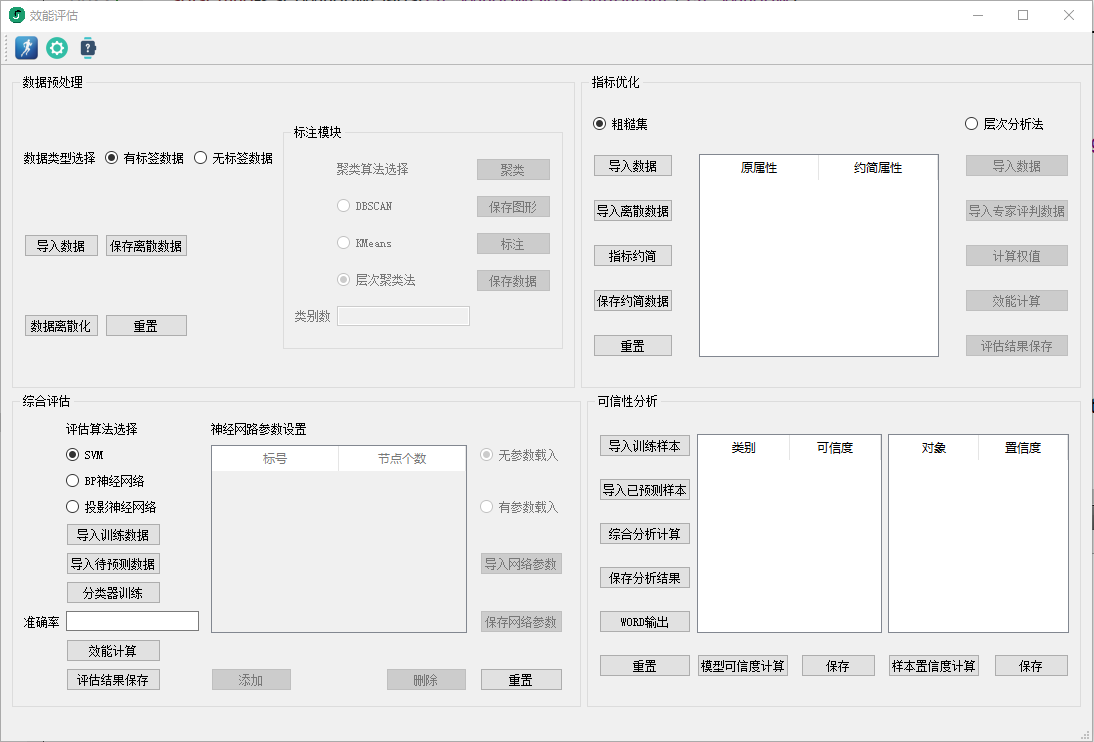 效能评估
数据预处理
数据类型选择 有标签数据 无标签数据
导入数据 保存离散数据
数据离散化 重置
标注模块
聚类算法选择 聚类
DBSCAN 保存图形
KMeans 标注
层次聚类法 保存数据
类别数
指标优化
粗糙集 层次分析法
导入数据 原属性 约简属性 导入数据
导入离散数据 导入专家评判数据
指标约简 计算权值
保存约简数据 效能计算
重置 评估结果保存
综合评估
评估算法选择 神经网路参数设置
SVM 标号 节点个数 无参数载入
BP神经网络
投影神经网络 有参数载入
导入训练数据
导入待预测数据 导入网络参数
分类器训练
准确率 保存网络参数
效能计算
评估结果保存 添加 删除 重置
可信性分析
导入训练样本 类别 可信度 对象 置信度
导入已预测样本
综合分析计算
保存分析结果
WORD输出
重置 模型可信度计算 保存 样本置信度计算 保存